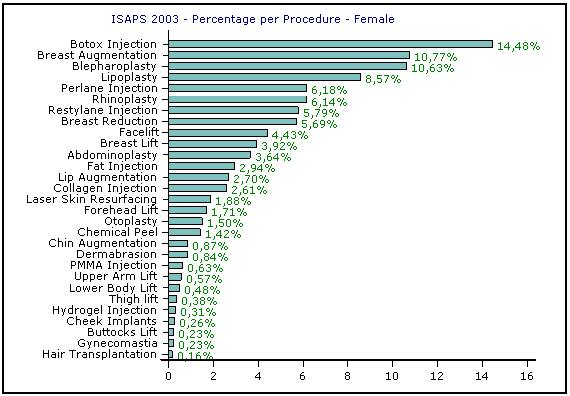 ISAPS 2003 - Percentage per Procedure - Female
Botox Injection 14,48%
Breast Augmentation 10,77%
Blepharoplasty 10,63%
Lipoplasty 8,57%
Perlane Injection 6,18%
Rhinoplasty 6,14%
Restylane Injection 5,79%
Breast Reduction 5,69%
Facelift 4,43%
Breast Lift 3,92%
Abdominoplasty 3,64%
Fat Injection 2,94%
Lip Augmentation 2,70%
Collagen Injection 2,61%
Laser Skin Resurfacing 1,88%
Forehead Lift 1,71%
Otoplasty 1,50%
Chemical Peel 1,42%
Chin Augmentation 0,87%
Dermabrasion 0,84%
PMMA Injection 0,63%
Upper Arm Lift 0,57%
Lower Body Lift 0,48%
Thigh lift 0,38%
Hydrogel Injection 0,31%
Cheek Implants 0,26%
Buttocks Lift 0,23%
Gynecomastia 0,23%
Hair Transplantation 0,16%
0 2 4 6 8 10 12 14 16